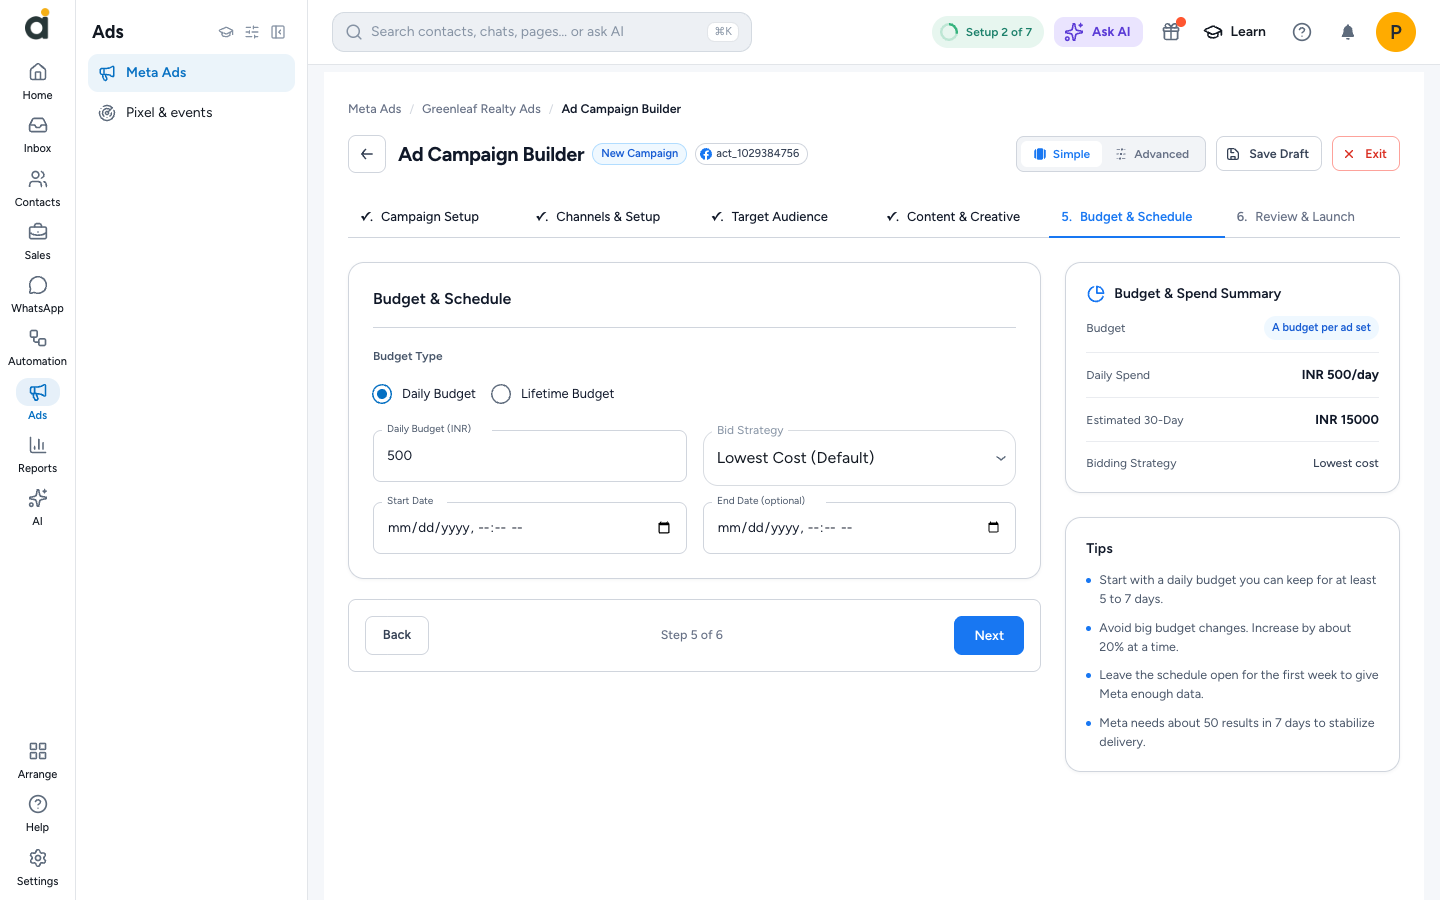 Ads
Search contacts, chats, pages... or ask AI
⌘K
Setup 2 of 7
Ask AI
Learn
P
Home
Inbox
Contacts
Sales
WhatsApp
Automation
Ads
Reports
AI
Arrange
Help
Settings
Meta Ads
Pixel & events
Meta Ads / Greenleaf Realty Ads / Ad Campaign Builder
Ad Campaign Builder
New Campaign
act_1029384756
Simple
Advanced
Save Draft
Exit
✓. Campaign Setup
✓. Channels & Setup
✓. Target Audience
✓. Content & Creative
5. Budget & Schedule
6. Review & Launch
Budget & Schedule
Budget Type
Daily Budget
Lifetime Budget
Daily Budget (INR)
500
Bid Strategy
Lowest Cost (Default)
Start Date
mm/dd/yyyy, --:-- --
End Date (optional)
mm/dd/yyyy, --:-- --
Back
Step 5 of 6
Next
Budget & Spend Summary
Budget
A budget per ad set
Daily Spend
INR 500/day
Estimated 30-Day
INR 15000
Bidding Strategy
Lowest cost
Tips
Start with a daily budget you can keep for at least
5 to 7 days.
Avoid big budget changes. Increase by about
20% at a time.
Leave the schedule open for the first week to give
Meta enough data.
Meta needs about 50 results in 7 days to stabilize
delivery.